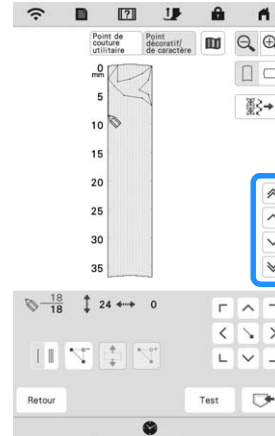 Point de
couture
utilitaire
Point
décoratif/
de caractère
0
mm
5
10
15
20
25
30
35
18
18
24
0
Retour
Test